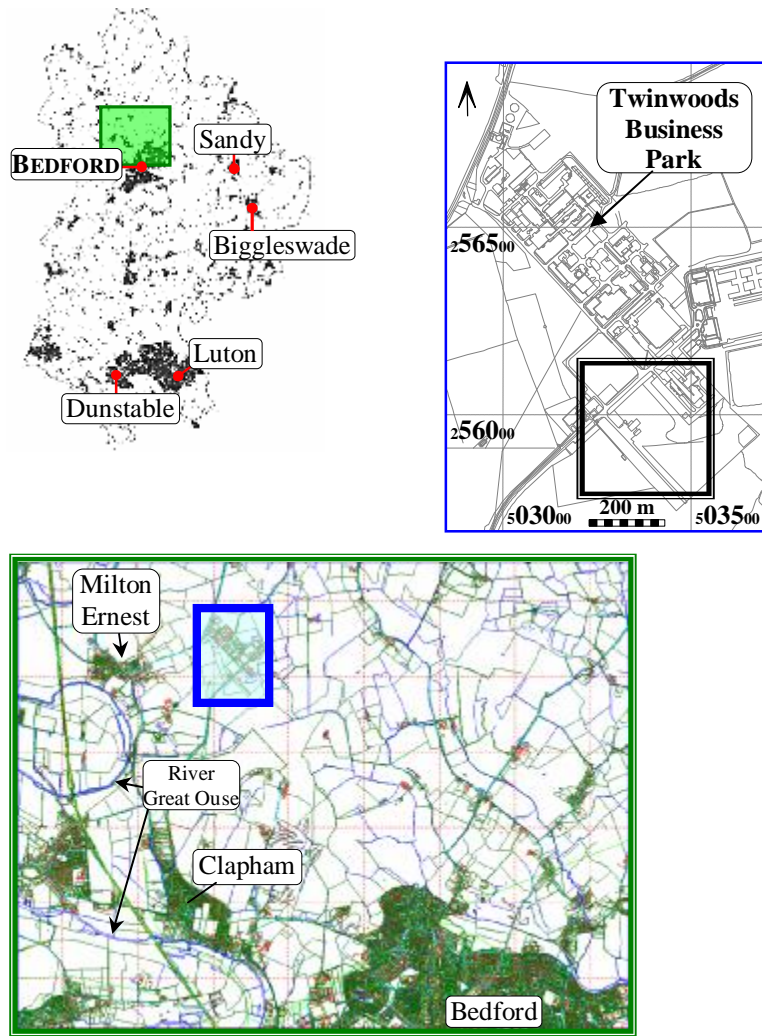 Sandy
BEDFORD
Biggleswade
Luton
Dunstable
Twinwoods
Business
Park
256500
256000
503000
200 m
503500
Milton
Ernest
River
Great Ouse
Clapham
Bedford